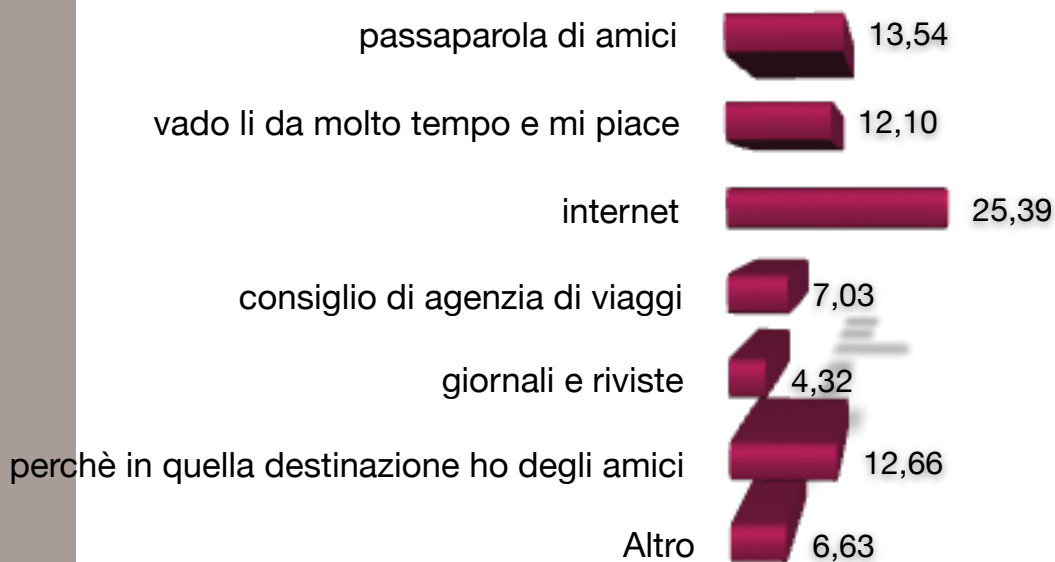 passaparola di amici 13,54
vado li da molto tempo e mi piace 12,10
internet 25,39
consiglio di agenzia di viaggi 7,03
giornali e riviste 4,32
perchè in quella destinazione ho degli amici 12,66
Altro 6,63